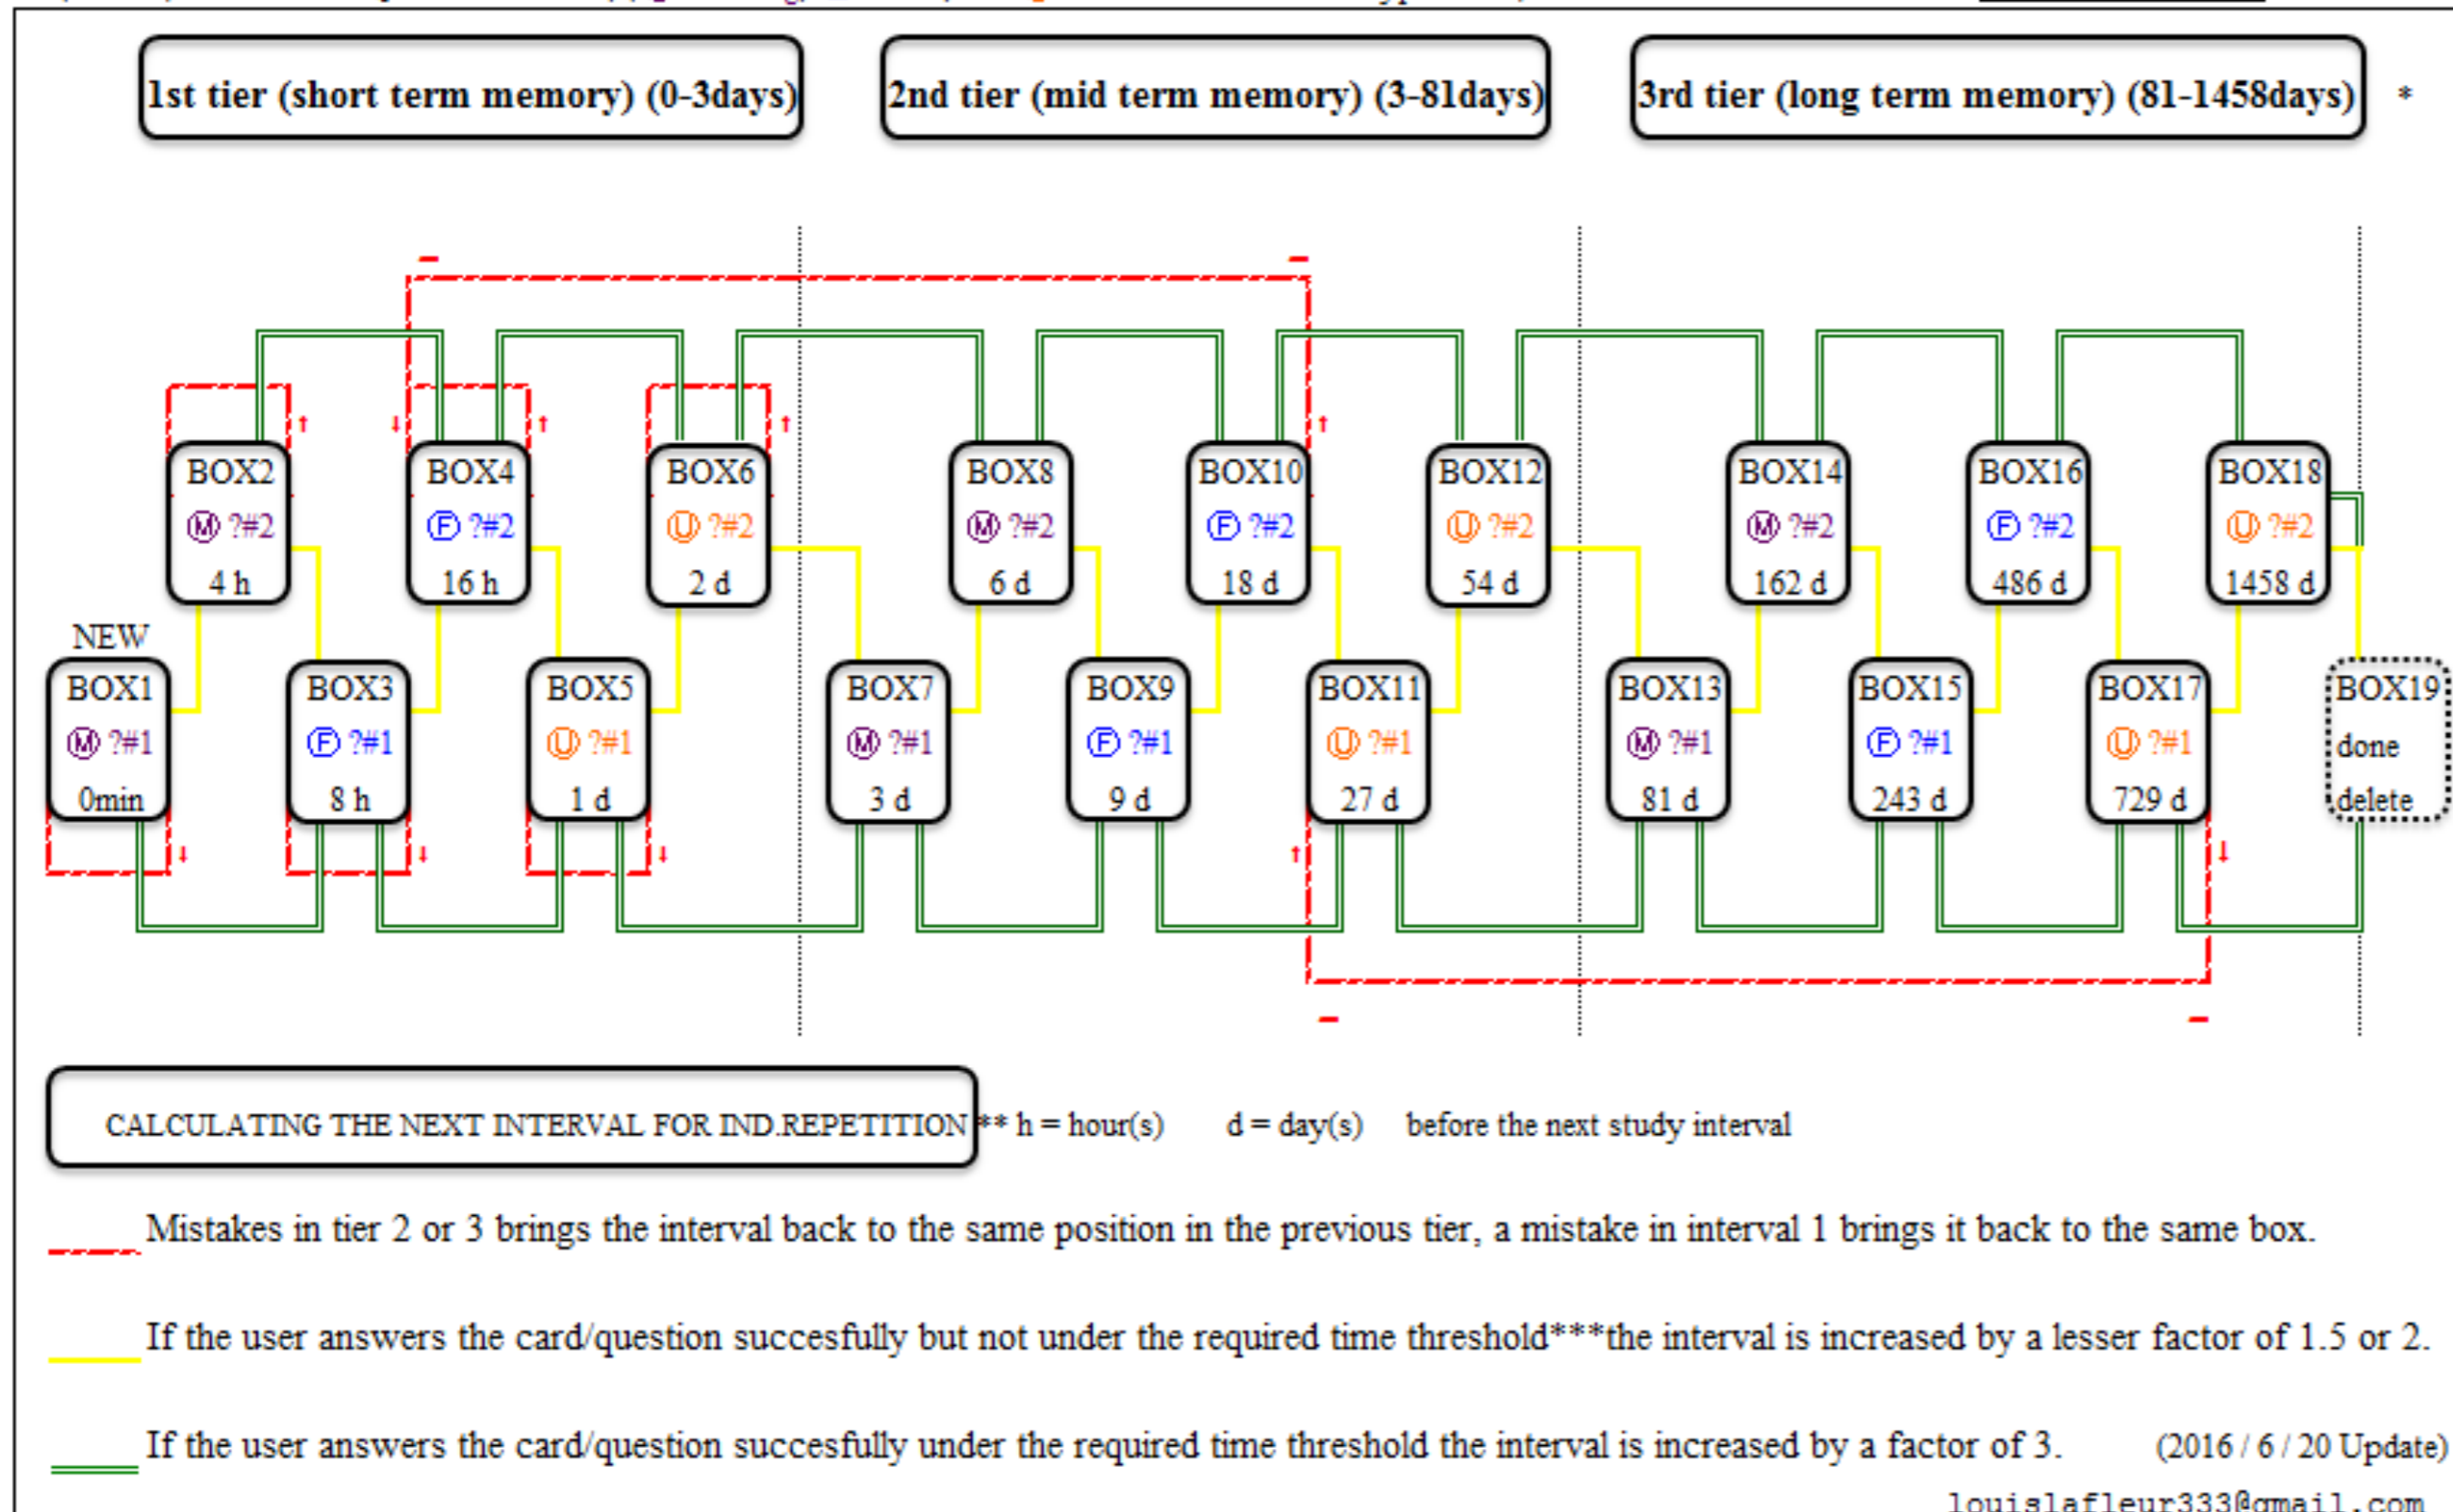 1st tier (short term memory) (0-3days)
2nd tier (mid term memory) (3-81days)
3rd tier (long term memory) (81-1458days) *
BOX2
Ⓜ ?#2
4 h
BOX4
Ⓕ ?#2
16 h
BOX6
Ⓤ ?#2
2 d
BOX8
Ⓜ ?#2
6 d
BOX10
Ⓕ ?#2
18 d
BOX12
Ⓤ ?#2
54 d
BOX14
Ⓜ ?#2
162 d
BOX16
Ⓕ ?#2
486 d
BOX18
Ⓤ ?#2
1458 d
NEW
BOX1
Ⓜ ?#1
0min
BOX3
Ⓕ ?#1
8 h
BOX5
Ⓤ ?#1
1 d
BOX7
Ⓜ ?#1
3 d
BOX9
Ⓕ ?#1
9 d
BOX11
Ⓤ ?#1
27 d
BOX13
Ⓜ ?#1
81 d
BOX15
Ⓕ ?#1
243 d
BOX17
Ⓤ ?#1
729 d
BOX19
done
delete
CALCULATING THE NEXT INTERVAL FOR IND.REPETITION ** h = hour(s) d = day(s) before the next study interval
Mistakes in tier 2 or 3 brings the interval back to the same position in the previous tier, a mistake in interval 1 brings it back to the same box.
If the user answers the card/question succesfully but not under the required time threshold***the interval is increased by a lesser factor of 1.5 or 2.
If the user answers the card/question succesfully under the required time threshold the interval is increased by a factor of 3. (2016 / 6 / 20 Update)
louislafleur333@gmail.com